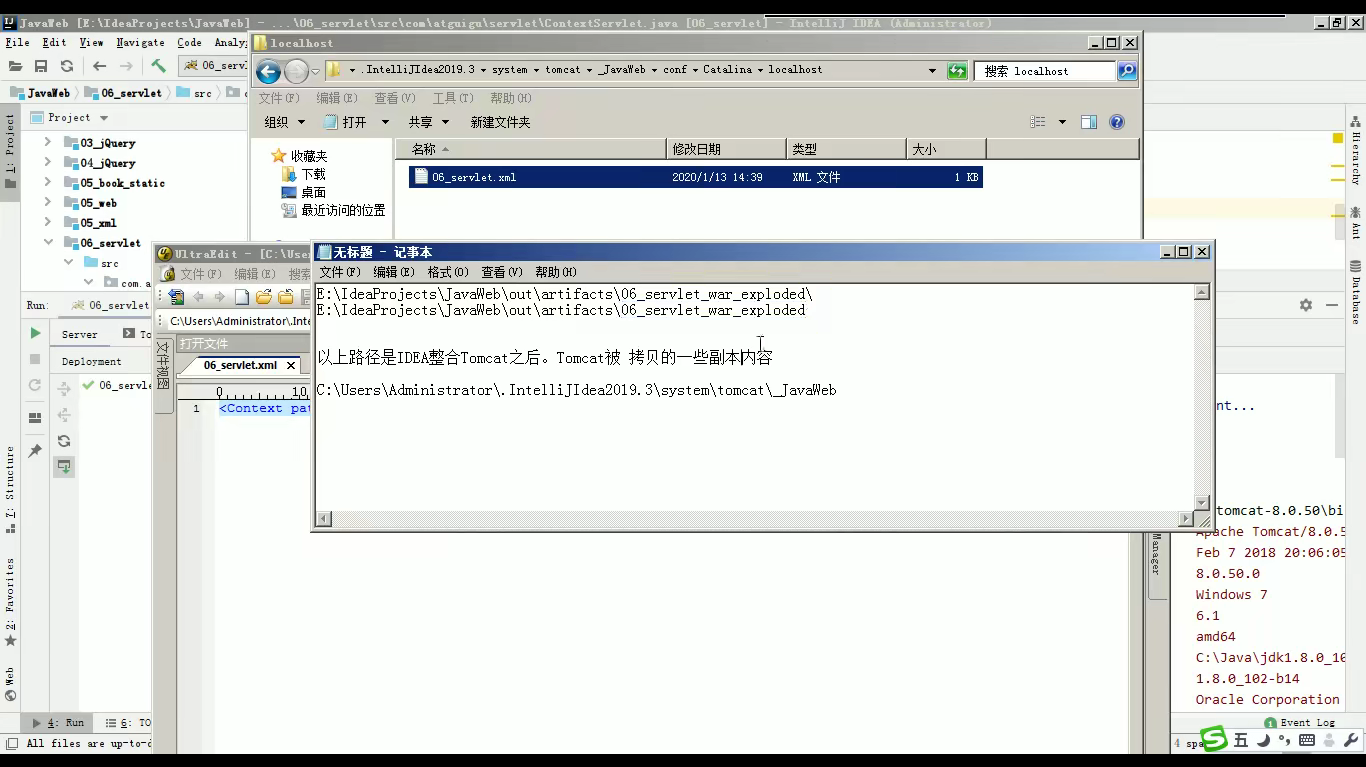 JavaWeb [E:\IdeaProjects\JavaWeb] - ...\06_servlet\src\com\atguigu\servlet\ContextServlet.java [06_servlet] - IntelliJ IDEA (Administrator)
File Edit View Navigate Code Analy
06_servl
JavaWeb 06_servlet src
1: Project
Project
03_jQuery
04_jQuery
05_book_static
05_web
05_xml
06_servlet
src
com.a
Run: 06_servlet
Server To
Deployment
06_servle
7: Structure
2: Favorites
Web
4: Run 6: TO
All files are up-to-d
localhost
.IntelliJIdea2019.3 system tomcat _JavaWeb conf Catalina localhost
搜索 localhost
文件(F) 编辑(E) 查看(V) 工具(T) 帮助(H)
组织 打开 共享 新建文件夹
收藏夹
下载
桌面
最近访问的位置
名称 修改日期 类型 大小
06_servlet.xml 2020/1/13 14:39 XML 文件 1 KB
UltraEdit - [C:\Use
文件(F) 编辑(E) 搜索
C:\Users\Administrator\.Inte
打开文件
文件视图
06_servlet.xml
0 10
1 <Context pat
无标题 - 记事本
文件(F) 编辑(E) 格式(O) 查看(V) 帮助(H)
E:\IdeaProjects\JavaWeb\out\artifacts\06_servlet_war_exploded\
E:\IdeaProjects\JavaWeb\out\artifacts\06_servlet_war_exploded
以上路径是IDEA整合Tomcat之后。Tomcat被 拷贝的一些副本内容
C:\Users\Administrator\.IntelliJIdea2019.3\system\tomcat\_JavaWeb
Hierarchy
Ant
Database
Manager
nt...
tomcat-8.0.50\bi
Apache Tomcat/8.0.5
Feb 7 2018 20:06:05
8.0.50.0
Windows 7
6.1
amd64
C:\Java\jdk1.8.0_10
1.8.0_102-b14
Oracle Corporation
1 Event Log
4 spa
五